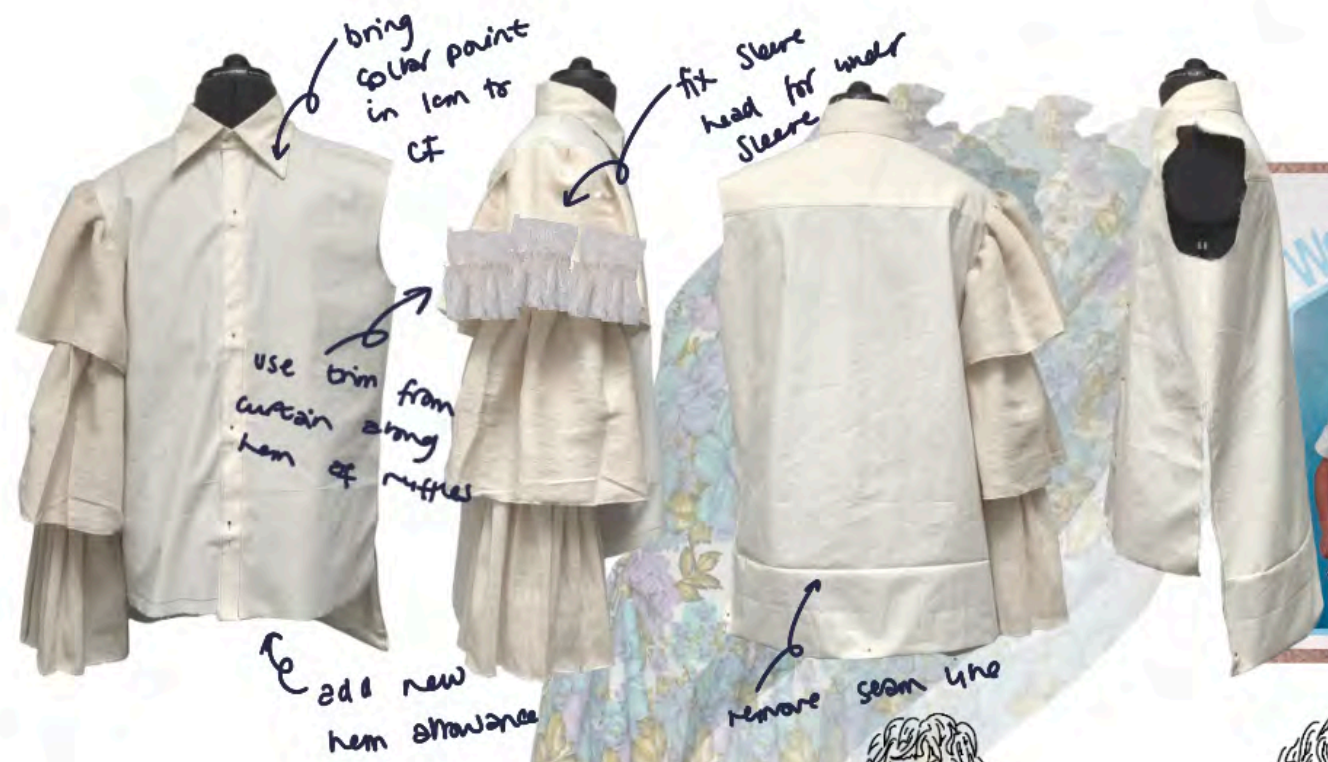 bring
collar point
in 1cm to
CF
fix sleeve
head for under
sleeve
use trim from
curtain along
hem of ruffles
add new
hem allowance
remove seam line